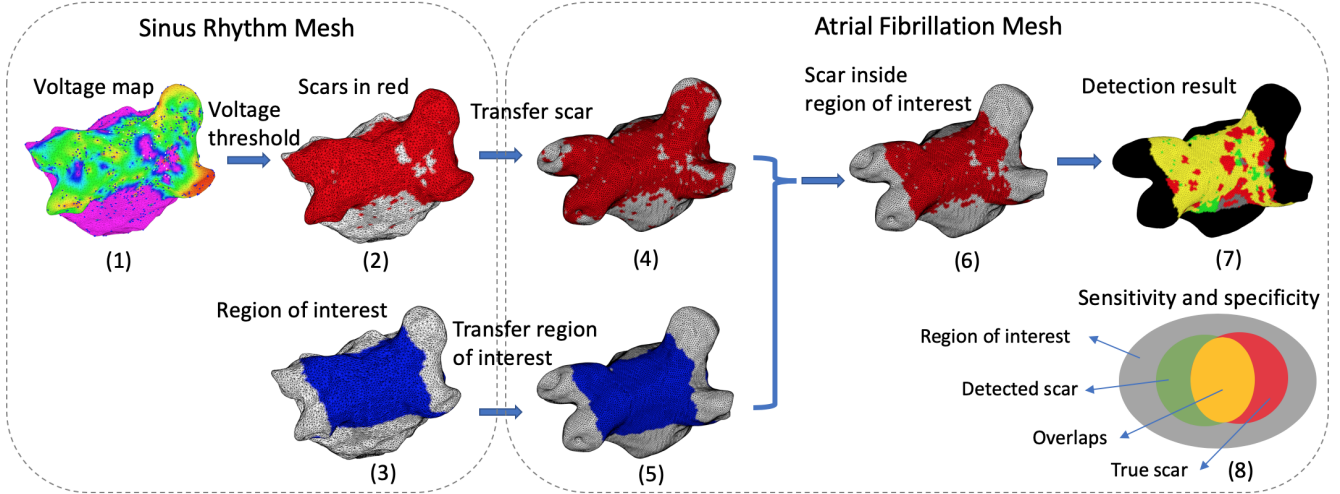 Sinus Rhythm Mesh
Atrial Fibrillation Mesh
Voltage map
Voltage
threshold
Scars in red
Transfer scar
Scar inside
region of interest
Detection result
(1)
(2)
(4)
(6)
(7)
Region of interest
Transfer region
of interest
(3)
(5)
Sensitivity and specificity
Region of interest
Detected scar
Overlaps
True scar
(8)